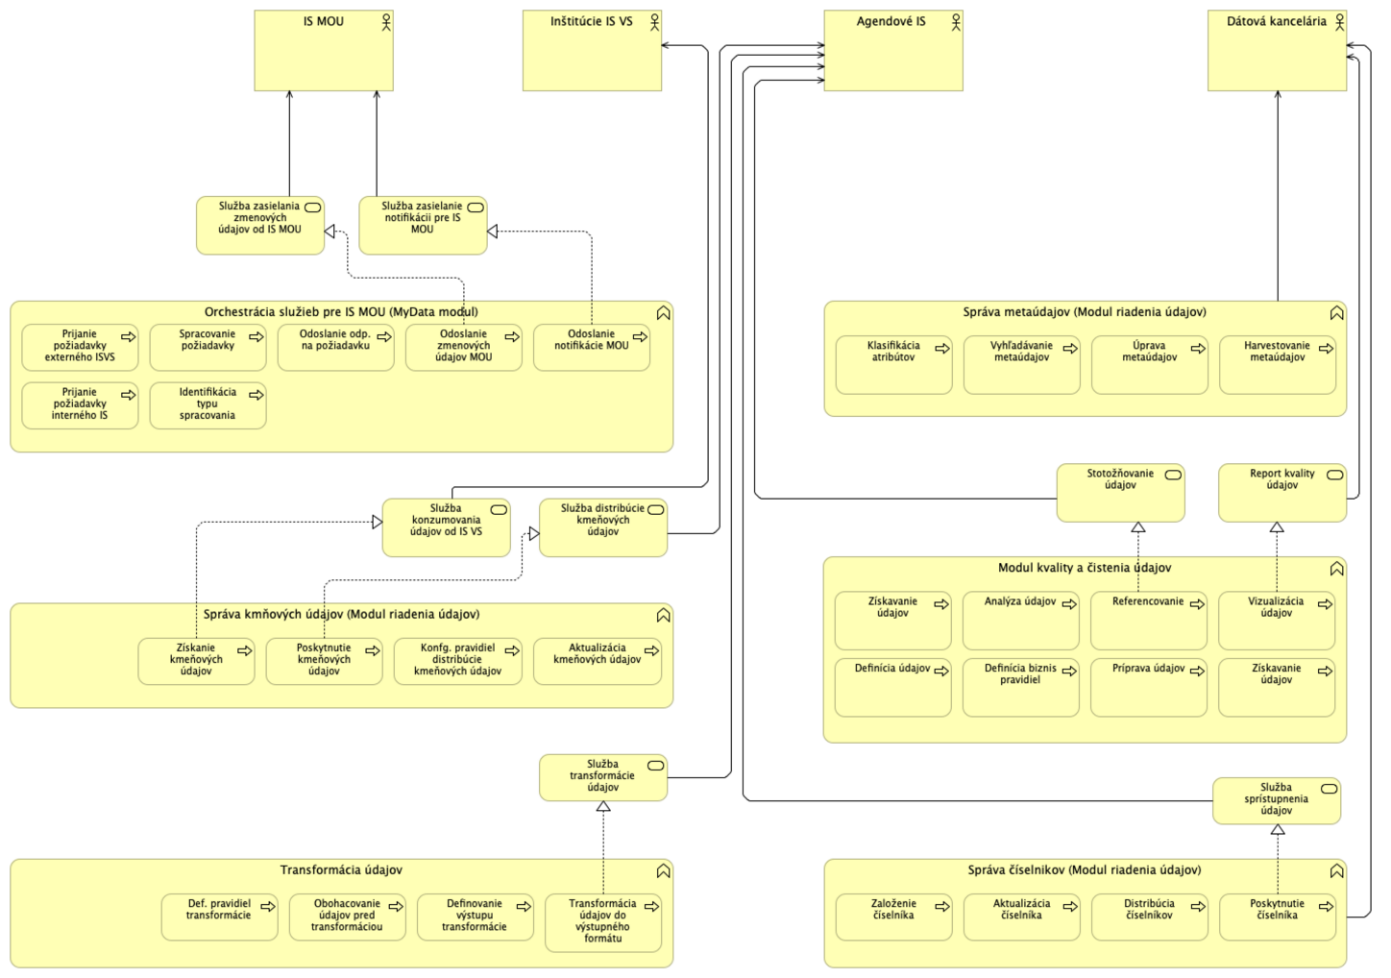 IS MOU
Inštitúcie IS VS
Agendové IS
Dátová kancelária
Služba zasielania
zmenových
údajov od IS MOU
Služba zasielanie
notifikácii pre IS
MOU
Orchestrácia služieb pre IS MOU (MyData modul)
Prijanie
požiadavky
externého ISVS
Spracovanie
požiadavky
Odoslanie odp.
na požiadavku
Odoslanie
zmenových
údajov MOU
Odoslanie
notifikácie MOU
Prijanie
požiadavky
interného IS
Identifikácia
typu
spracovania
Správa metaúdajov (Modul riadenia údajov)
Klasifikácia
atribútov
Vyhľadávanie
metaúdajov
Úprava
metaúdajov
Harvestovanie
metaúdajov
Služba
konzumovania
údajov od IS VS
Služba distribúcie
kmeňových
údajov
Stotožňovanie
údajov
Report kvality
údajov
Správa kmňových údajov (Modul riadenia údajov)
Získanie
kmeňových
údajov
Poskytnutie
kmeňových
údajov
Konfg. pravidiel
distribúcie
kmeňových údajov
Aktualizácia
kmeňových údajov
Modul kvality a čistenia údajov
Získavanie
údajov
Analýza údajov
Referencovanie
Vizualizácia
údajov
Definícia údajov
Definícia biznis
pravidiel
Príprava údajov
Získavanie
údajov
Služba
transformácie
údajov
Služba
sprístupnenia
údajov
Transformácia údajov
Def. pravidiel
transformácie
Obohacovanie
údajov pred
transformáciou
Definovanie
výstupu
transformácie
Transformácia
údajov do
výstupného
formátu
Správa číselnikov (Modul riadenia údajov)
Založenie
číselníka
Aktualizácia
číselníka
Distribúcia
číselníkov
Poskytnutie
číselníka